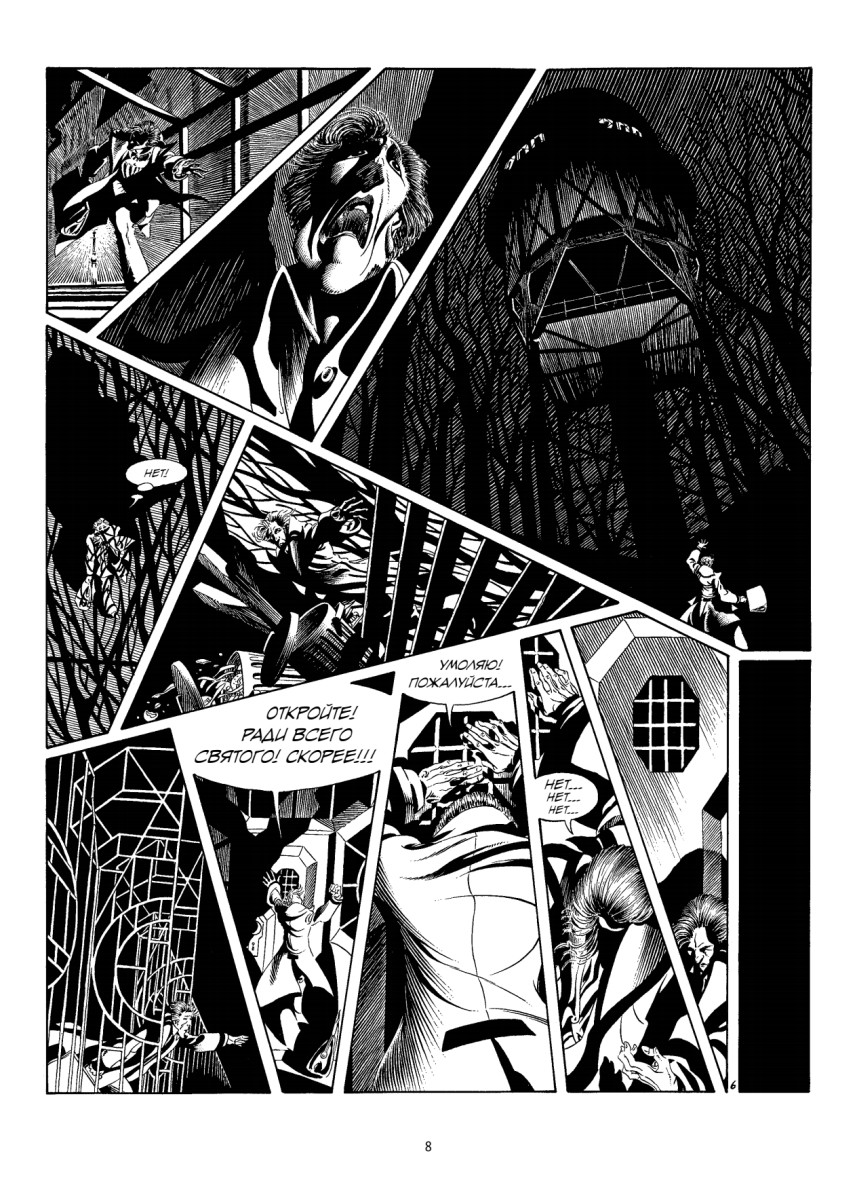 НЕТ!
ОТКРОЙТЕ!
РАДИ ВСЕГО
СВЯТОГО! СКОРЕЕ!!!
УМОЛЯЮ!
ПОЖАЛУЙСТА...
НЕТ...
НЕТ...
НЕТ...
6
8